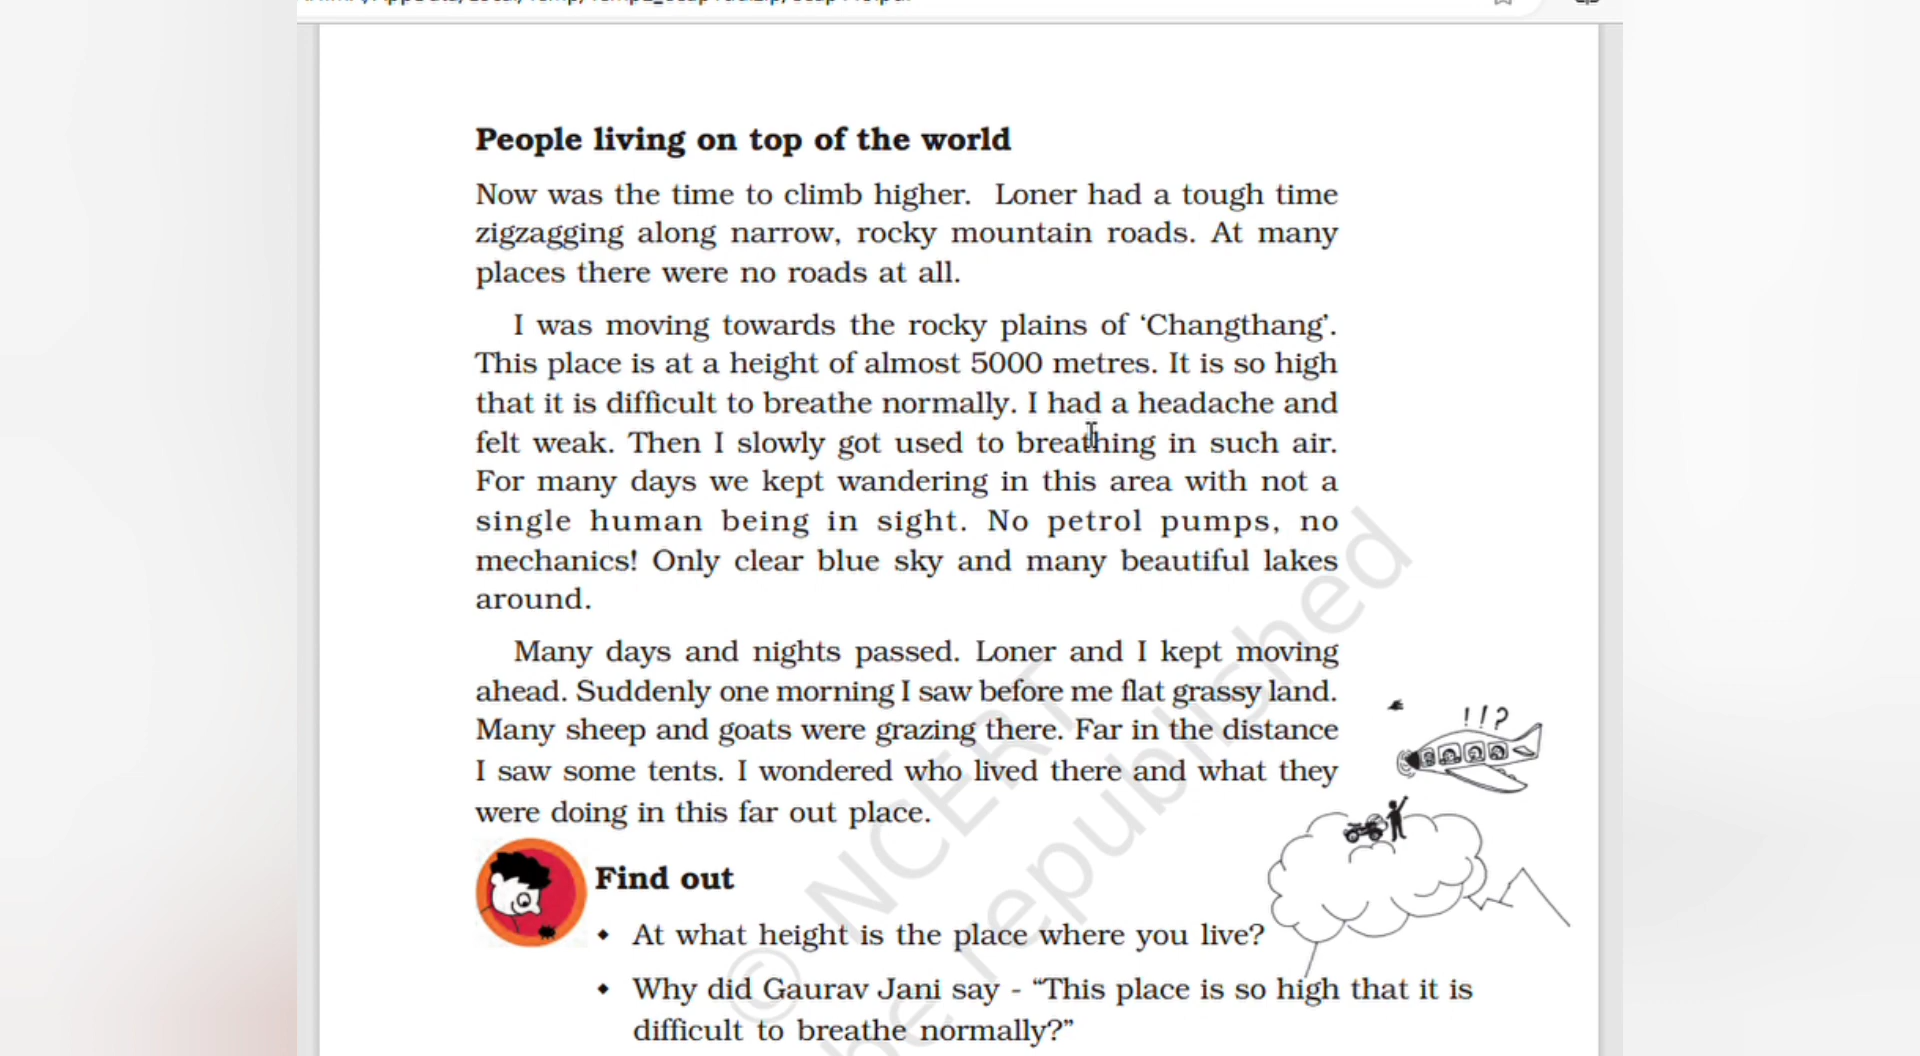 People living on top of the world
Now was the time to climb higher. Loner had a tough time
zigzagging along narrow, rocky mountain roads. At many
places there were no roads at all.
I was moving towards the rocky plains of ‘Changthang’.
This place is at a height of almost 5000 metres. It is so high
that it is difficult to breathe normally. I had a headache and
felt weak. Then I slowly got used to breathing in such air.
For many days we kept wandering in this area with not a
single human being in sight. No petrol pumps, no
mechanics! Only clear blue sky and many beautiful lakes
around.
Many days and nights passed. Loner and I kept moving
ahead. Suddenly one morning I saw before me flat grassy land.
Many sheep and goats were grazing there. Far in the distance
I saw some tents. I wondered who lived there and what they
were doing in this far out place.
!!?
Find out
• At what height is the place where you live?
• Why did Gaurav Jani say - “This place is so high that it is
difficult to breathe normally?”
© NCERT
be republished